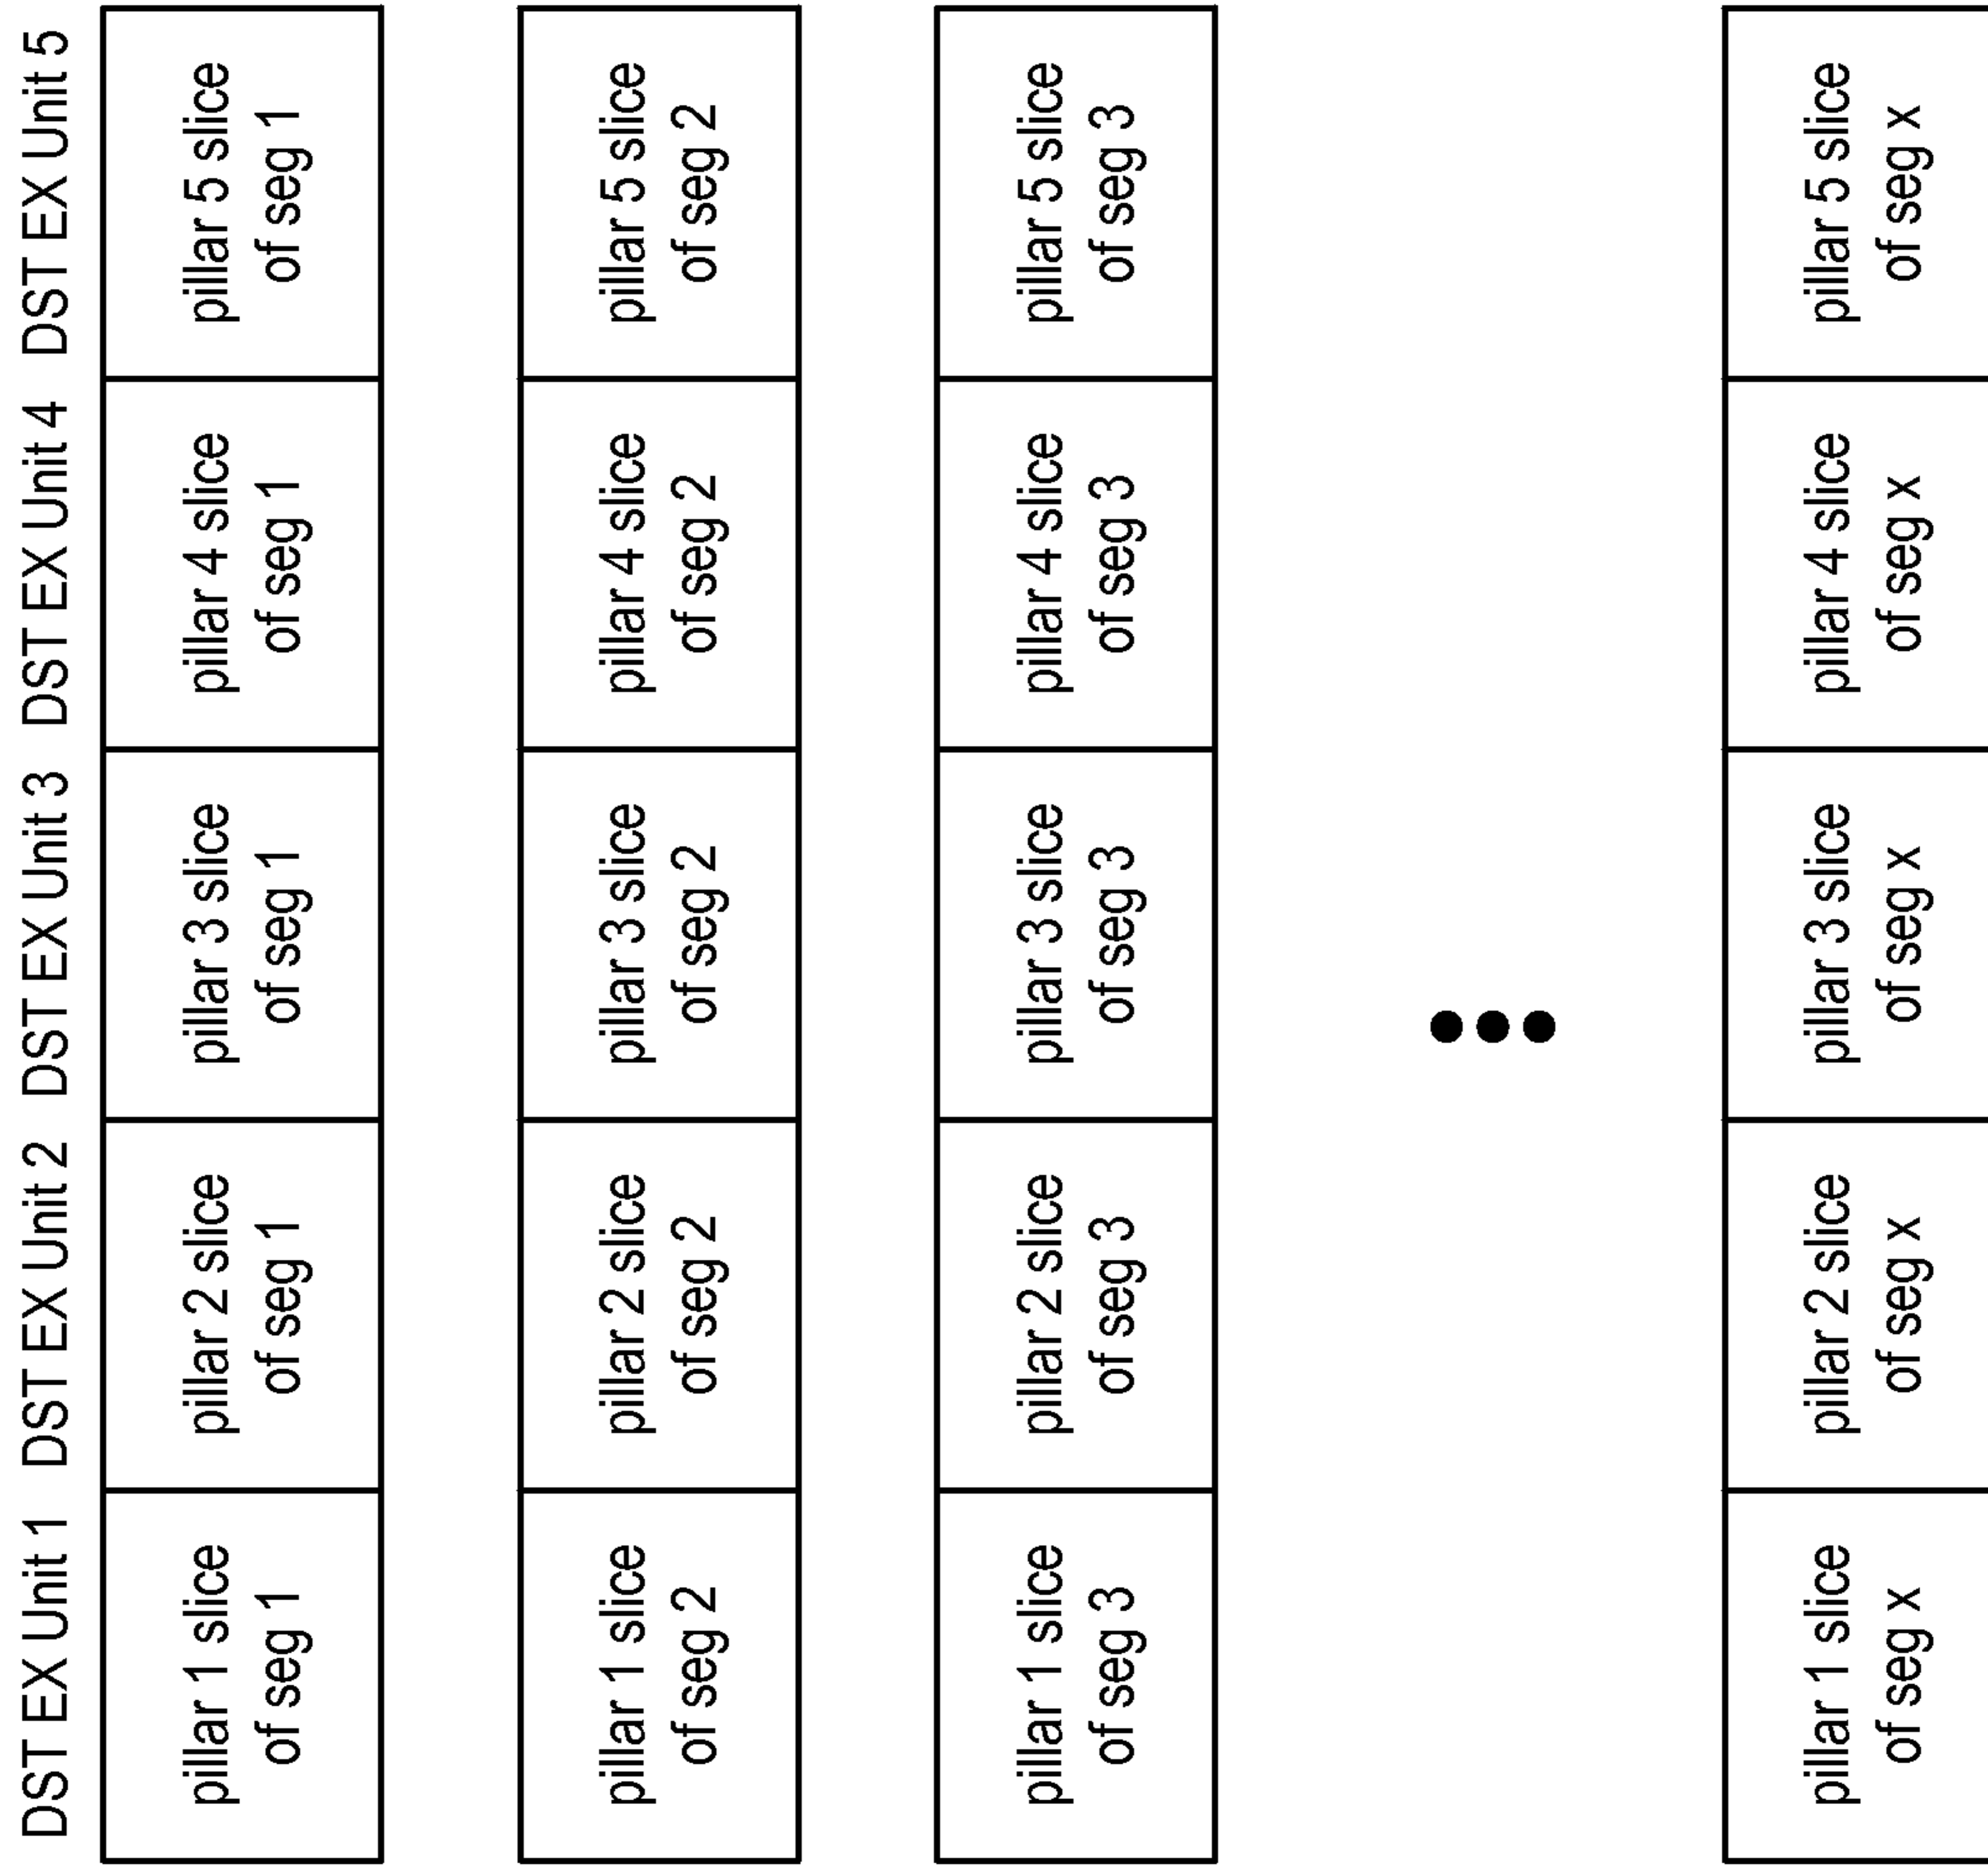 DST EX Unit 1 DST EX Unit 2 DST EX Unit 3 DST EX Unit 4 DST EX Unit 5
pillar 1 slice
of seg 1
pillar 2 slice
of seg 1
pillar 3 slice
of seg 1
pillar 4 slice
of seg 1
pillar 5 slice
of seg 1
pillar 1 slice
of seg 2
pillar 2 slice
of seg 2
pillar 3 slice
of seg 2
pillar 4 slice
of seg 2
pillar 5 slice
of seg 2
pillar 1 slice
of seg 3
pillar 2 slice
of seg 3
pillar 3 slice
of seg 3
pillar 4 slice
of seg 3
pillar 5 slice
of seg 3
pillar 1 slice
of seg x
pillar 2 slice
of seg x
pillar 3 slice
of seg x
pillar 4 slice
of seg x
pillar 5 slice
of seg x